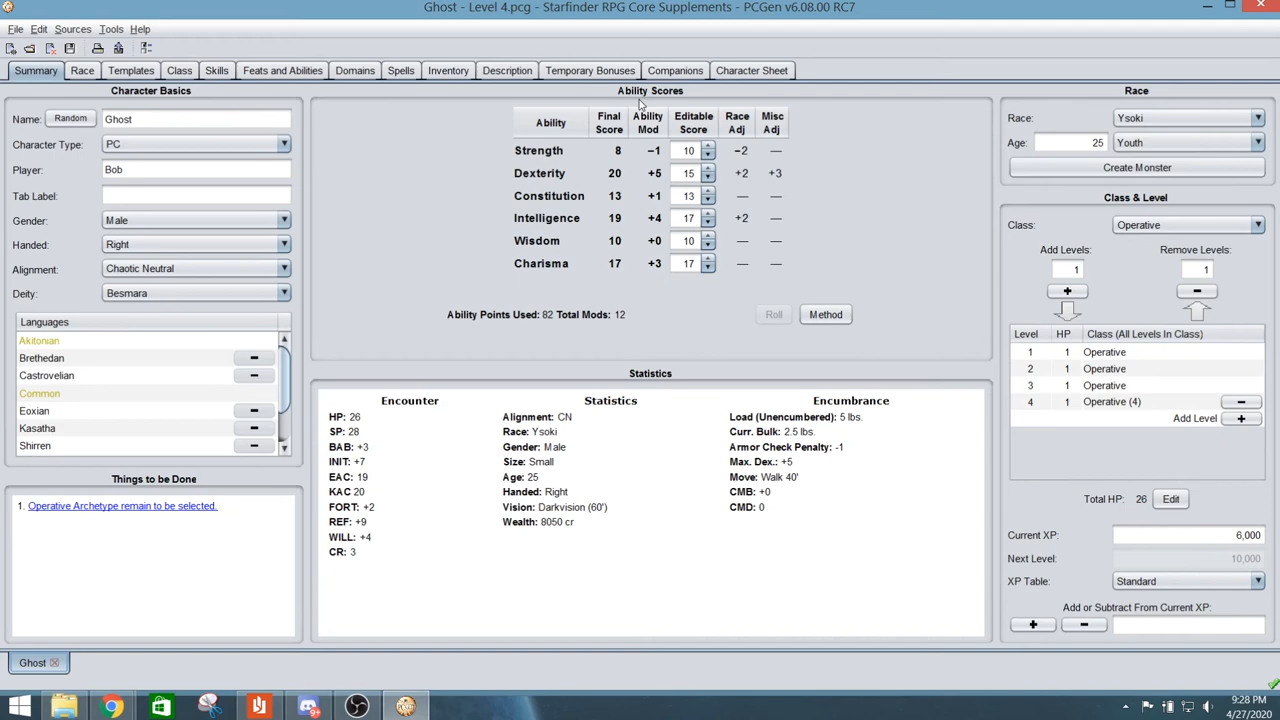 Ghost - Level 4.pcg - Starfinder RPG Core Supplements - PCGen v6.08.00 RC7
File Edit Sources Tools Help
Summary Race Templates Class Skills Feats and Abilities Domains Spells Inventory Description Temporary Bonuses Companions Character Sheet
Character Basics
Name: Random Ghost
Character Type: PC
Player: Bob
Tab Label:
Gender: Male
Handed: Right
Alignment: Chaotic Neutral
Deity: Besmara
Languages
Akitonian
Brethedan
Castrovelian
Common
Eoxian
Kasatha
Shirren
Things to be Done
1. Operative Archetype remain to be selected.
Ability Scores
Ability Final Score Ability Mod Editable Score Race Adj Misc Adj
Strength 8 −1 10 −2 —
Dexterity 20 +5 15 +2 +3
Constitution 13 +1 13 — —
Intelligence 19 +4 17 +2 —
Wisdom 10 +0 10 — —
Charisma 17 +3 17 — —
Ability Points Used: 82 Total Mods: 12 Roll Method
Statistics
Encounter
HP: 26
SP: 28
BAB: +3
INIT: +7
EAC: 19
KAC 20
FORT: +2
REF: +9
WILL: +4
CR: 3
Statistics
Alignment: CN
Race: Ysoki
Gender: Male
Size: Small
Age: 25
Handed: Right
Vision: Darkvision (60')
Wealth: 8050 cr
Encumbrance
Load (Unencumbered): 5 lbs.
Curr. Bulk: 2.5 lbs.
Armor Check Penalty: -1
Max. Dex.: +5
Move: Walk 40'
CMB: +0
CMD: 0
Race
Race: Ysoki
Age: 25 Youth
Create Monster
Class & Level
Class: Operative
Add Levels: Remove Levels:
1 1
+ −
Level HP Class (All Levels In Class)
1 1 Operative
2 1 Operative
3 1 Operative
4 1 Operative (4) −
Add Level +
Total HP: 26 Edit
Current XP: 6,000
Next Level: 10,000
XP Table: Standard
Add or Subtract From Current XP:
+ −
Ghost
9:28 PM
4/27/2020